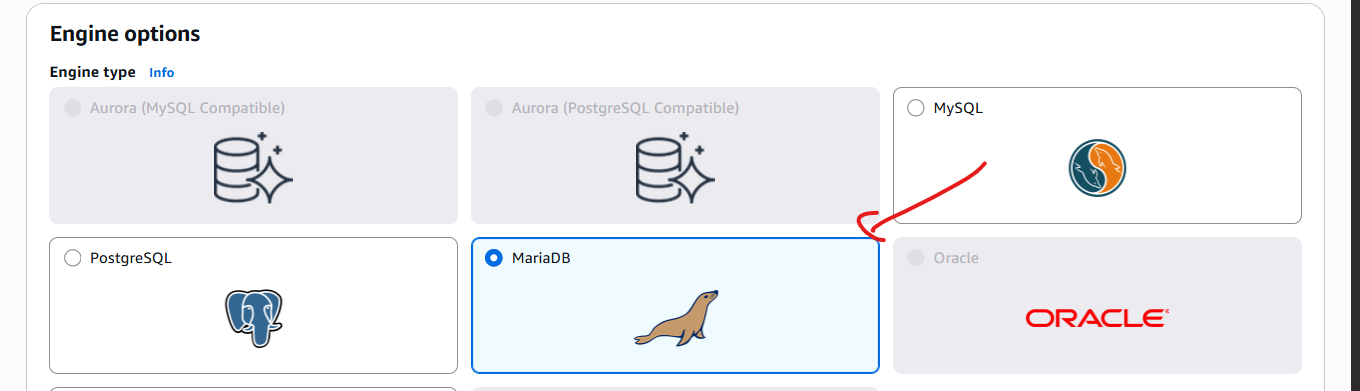 Engine options
Engine type Info
Aurora (MySQL Compatible)
Aurora (PostgreSQL Compatible)
MySQL
PostgreSQL
MariaDB
Oracle
ORACLE